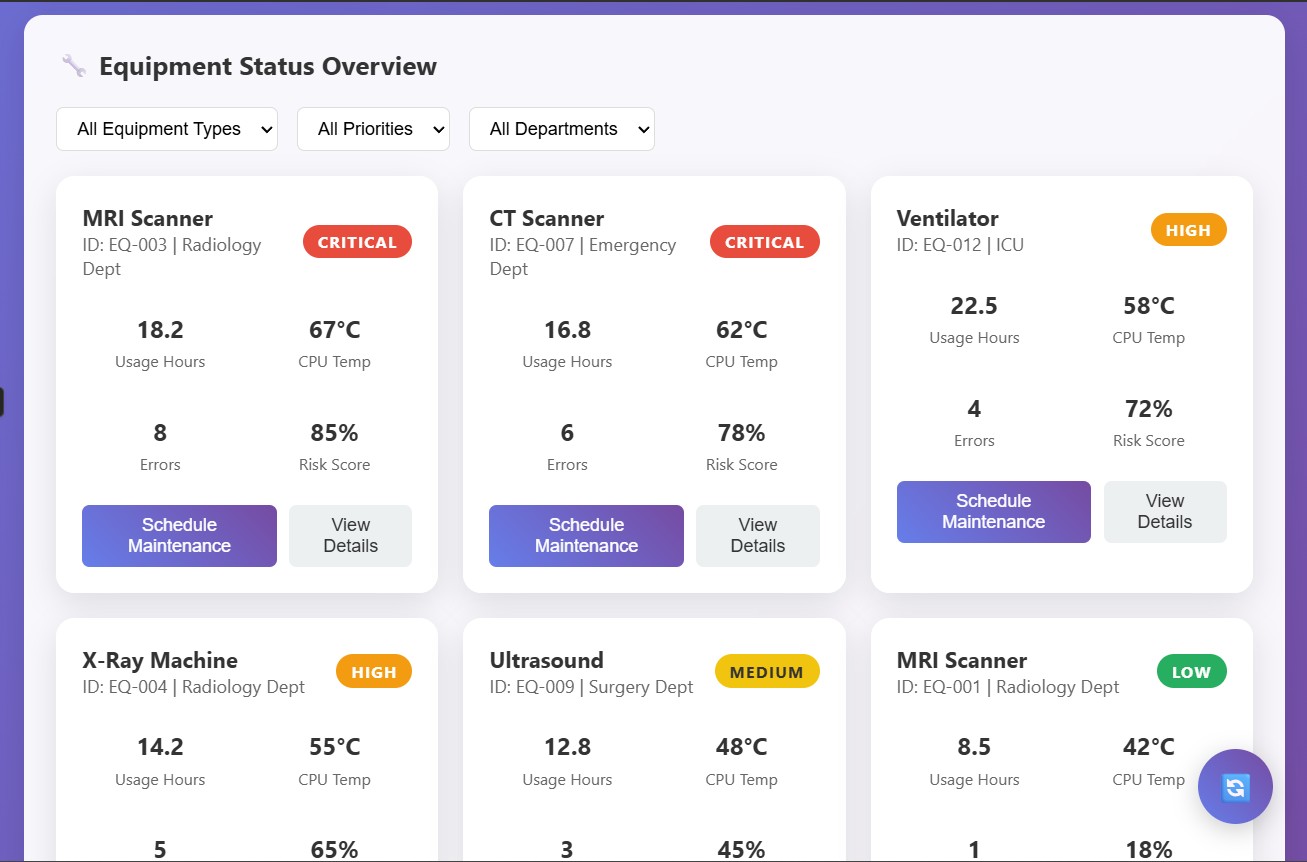 Equipment Status Overview
All Equipment Types
All Priorities
All Departments
MRI Scanner
ID: EQ-003 | Radiology
Dept
CRITICAL
18.2
Usage Hours
67°C
CPU Temp
8
Errors
85%
Risk Score
Schedule
Maintenance
View
Details
CT Scanner
ID: EQ-007 | Emergency
Dept
CRITICAL
16.8
Usage Hours
62°C
CPU Temp
6
Errors
78%
Risk Score
Schedule
Maintenance
View
Details
Ventilator
ID: EQ-012 | ICU
HIGH
22.5
Usage Hours
58°C
CPU Temp
4
Errors
72%
Risk Score
Schedule
Maintenance
View
Details
X-Ray Machine
ID: EQ-004 | Radiology Dept
HIGH
14.2
Usage Hours
55°C
CPU Temp
5
65%
Ultrasound
ID: EQ-009 | Surgery Dept
MEDIUM
12.8
Usage Hours
48°C
CPU Temp
3
45%
MRI Scanner
ID: EQ-001 | Radiology Dept
LOW
8.5
Usage Hours
42°C
CPU Temp
1
18%